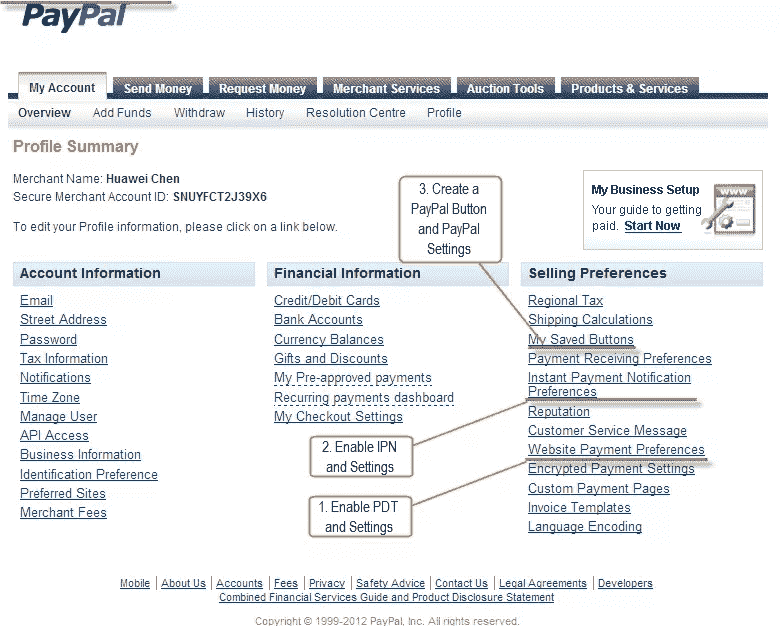 PayPal
My Account
Send Money
Request Money
Merchant Services
Auction Tools
Products & Services
Overview
Add Funds
Withdraw
History
Resolution Centre
Profile
Profile Summary
Merchant Name: Huawei Chen
Secure Merchant Account ID: SNUYFCT2J39X6
To edit your Profile information, please click on a link below.
3. Create a
PayPal Button
and PayPal
Settings
My Business Setup
Your guide to getting
paid. Start Now
WWW
Account Information
Email
Street Address
Password
Tax Information
Notifications
Time Zone
Manage User
API Access
Business Information
Identification Preference
Preferred Sites
Merchant Fees
Financial Information
Credit/Debit Cards
Bank Accounts
Currency Balances
Gifts and Discounts
My Pre-approved payments
Recurring payments dashboard
My Checkout Settings
2. Enable IPN
and Settings
1. Enable PDT
and Settings
Selling Preferences
Regional Tax
Shipping Calculations
My Saved Buttons
Payment Receiving Preferences
Instant Payment Notification
Preferences
Reputation
Customer Service Message
Website Payment Preferences
Encrypted Payment Settings
Custom Payment Pages
Invoice Templates
Language Encoding
Mobile | About Us | Accounts | Fees | Privacy | Safety Advice | Contact Us | Legal Agreements | Developers
Combined Financial Services Guide and Product Disclosure Statement
Copyright © 1999-2012 PayPal, Inc. All rights reserved.